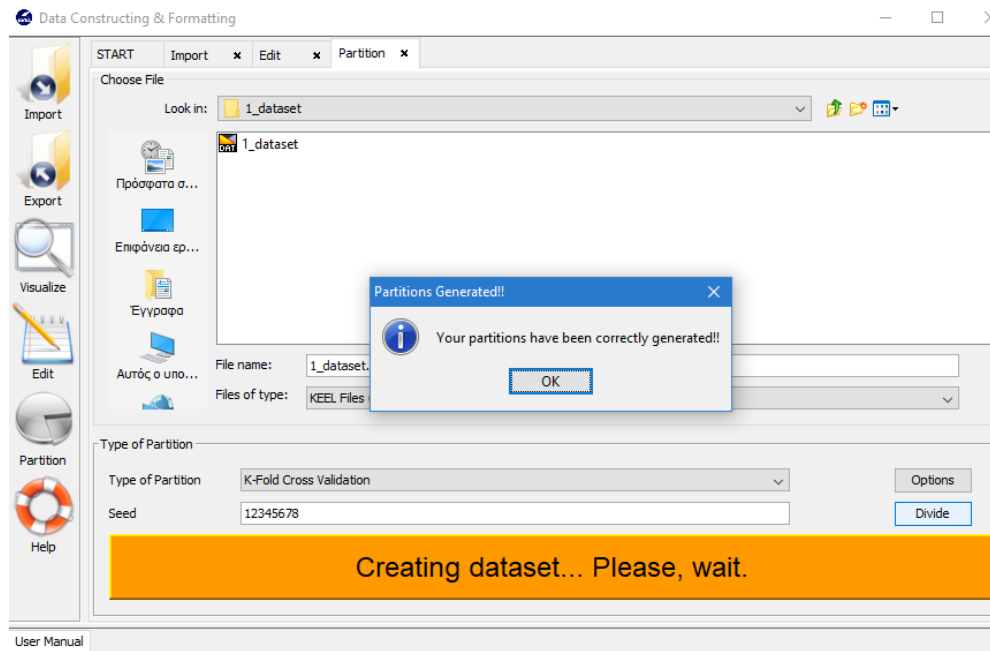 Data Constructing & Formatting
START Import Edit Partition
Choose File
Import
Look in: 1_dataset
1_dataset
DAT
Πρόσφατα σ...
Export
Επιφάνεια ερ...
Visualize
Partitions Generated!!
Έγγραφα
Your partitions have been correctly generated!!
Edit
Αυτός ο υπο...
File name: 1_dataset.
OK
Files of type: KEEL Files
Type of Partition
Partition
Type of Partition K-Fold Cross Validation Options
Seed 12345678 Divide
Help
Creating dataset... Please, wait.
User Manual